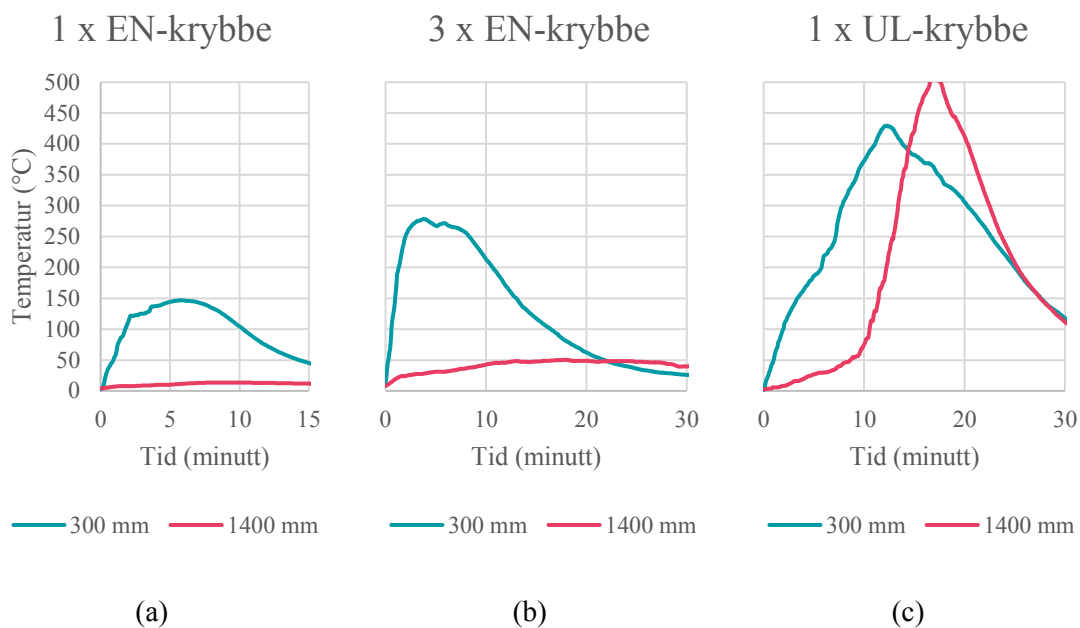 1 x EN-krybbe
3 x EN-krybbe
1 x UL-krybbe
Temperatur (°C)
500
450
400
350
300
250
200
150
100
50
0
0 5 10 15
0 10 20 30
0 10 20 30
Tid (minutt)
Tid (minutt)
Tid (minutt)
300 mm 1400 mm
300 mm 1400 mm
300 mm 1400 mm
(a)
(b)
(c)